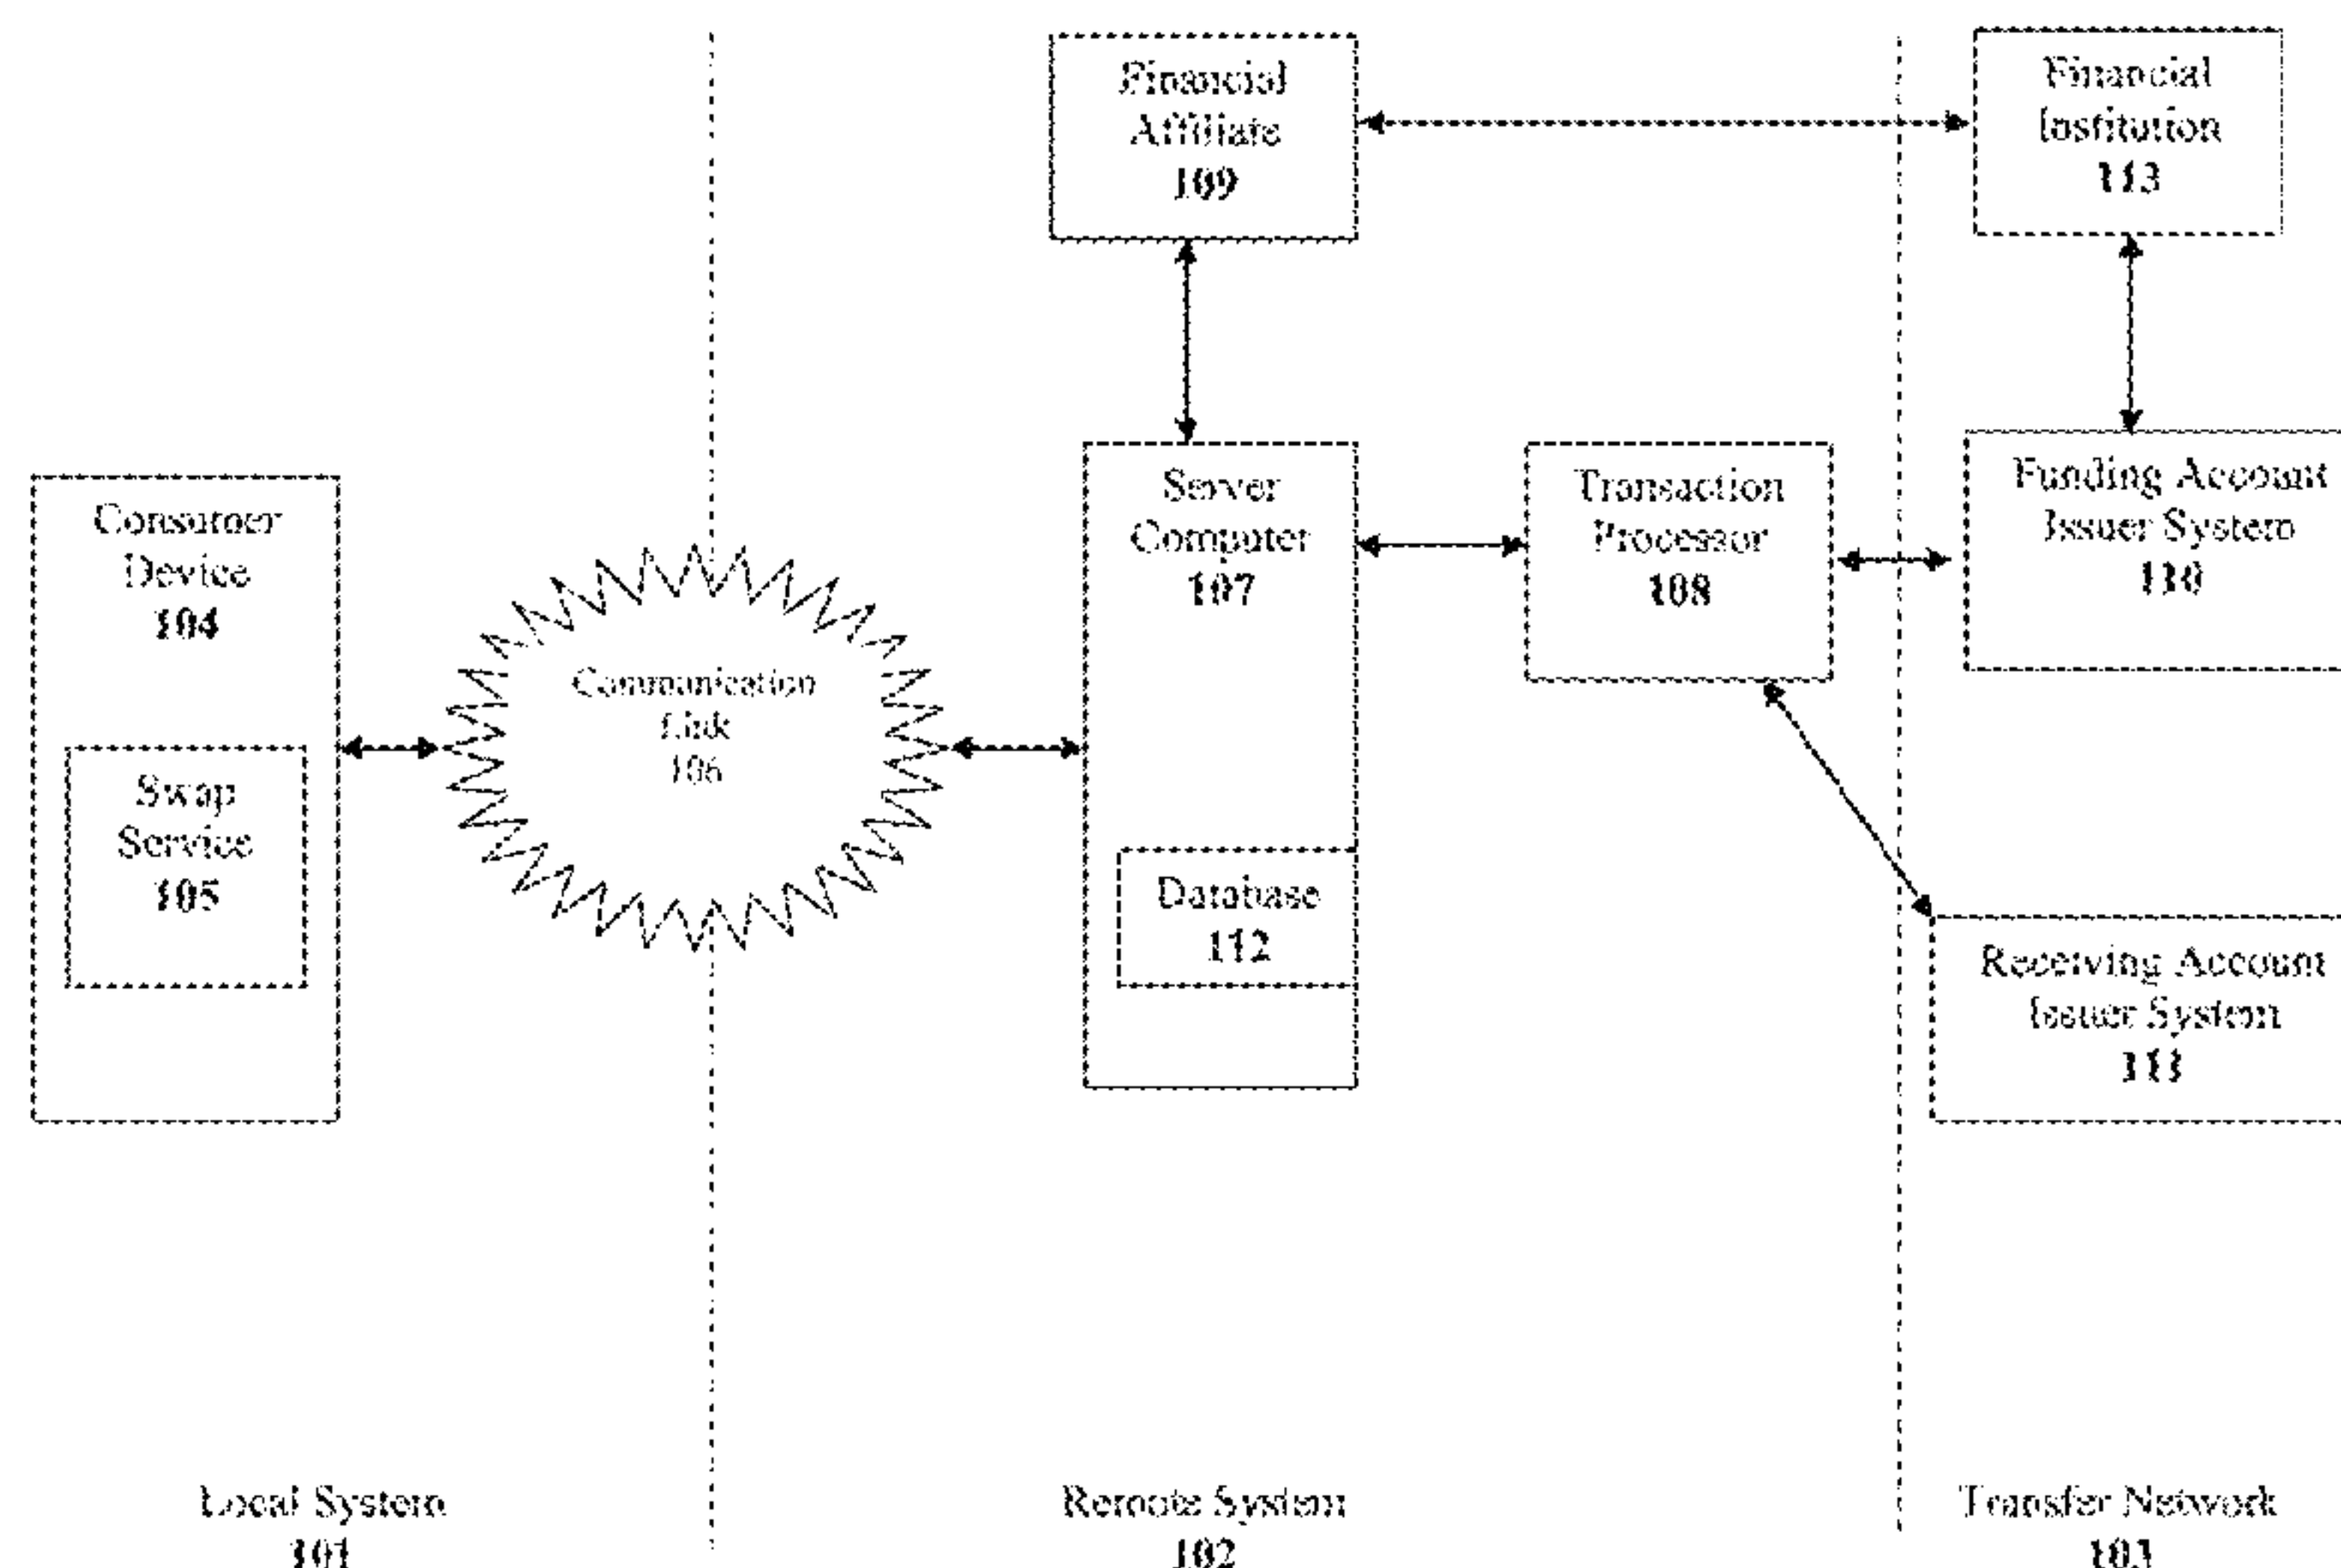 Financial
Affiliate
109
Financial
Institution
113
Consumer
Device
104
Swap
Service
105
Communication
Link
106
Server
Computer
107
Database
112
Transaction
Processor
108
Funding Account
Issuer System
110
Receiving Account
Issuer System
111
Local System
101
Remote System
102
Transfer Network
103